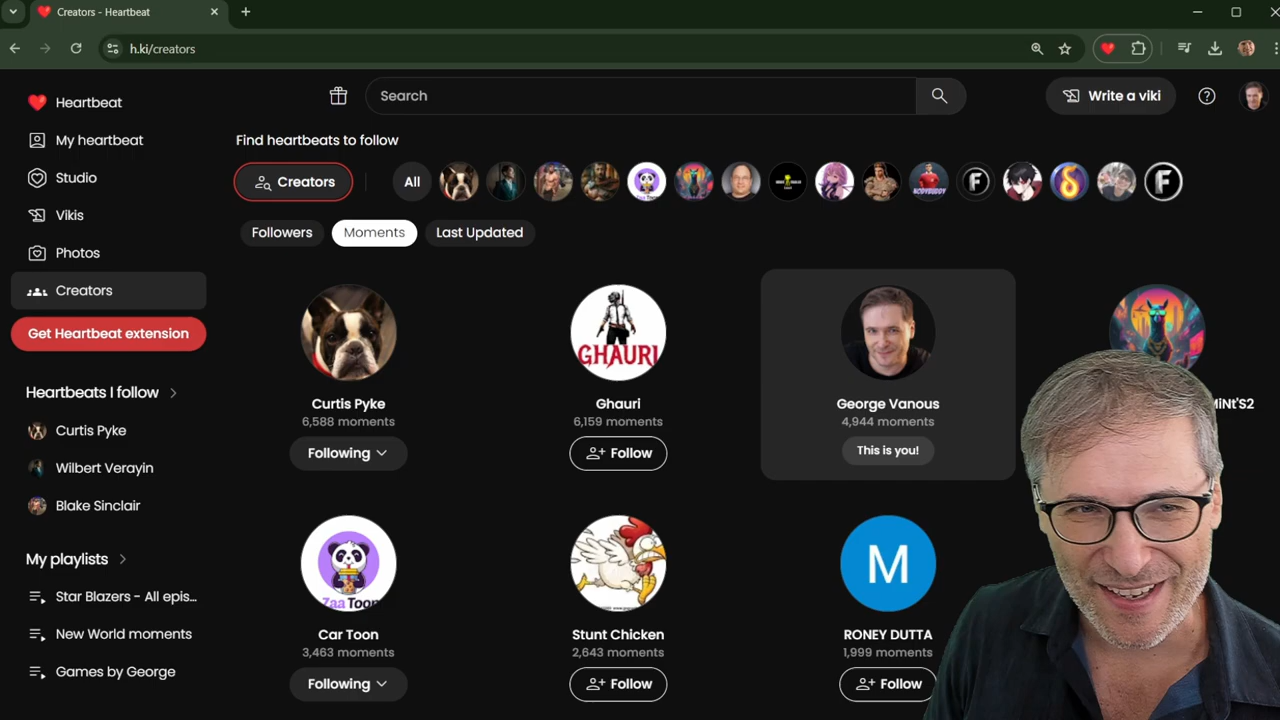 Creators - Heartbeat
h.ki/creators
Heartbeat
Search
Write a viki
My heartbeat
Find heartbeats to follow
Studio
Creators
All
Vikis
Followers
Moments
Last Updated
Photos
Creators
Get Heartbeat extension
GHAURI
Heartbeats I follow
Curtis Pyke
Ghauri
George Vanous
MiNt'S2
6,588 moments
6,159 moments
4,944 moments
Curtis Pyke
Following
Follow
This is you!
Wilbert Verayin
Blake Sinclair
My playlists
M
Star Blazers - All epis...
Zaa Toon
New World moments
Car Toon
Stunt Chicken
RONEY DUTTA
3,463 moments
2,643 moments
1,999 moments
Games by George
Following
Follow
Follow